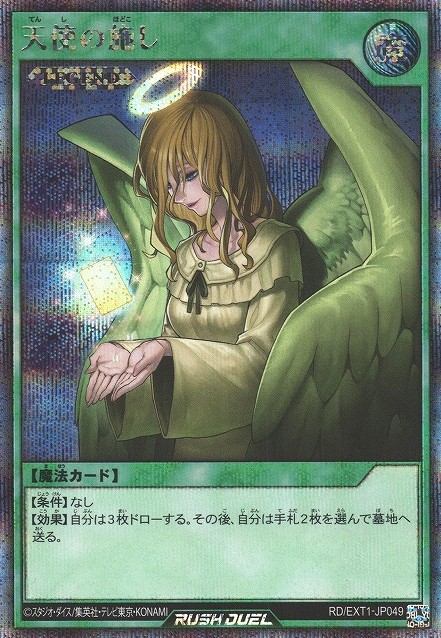 天使の施し
LEGEND
【魔法カード】
【条件】なし
【効果】自分は3枚ドローする。その後、自分は手札2枚を選んで墓地へ
送る。
©スタジオ・ダイス/集英社・テレビ東京・KONAMI
RUSH DUEL
RD/EXT1-JP049